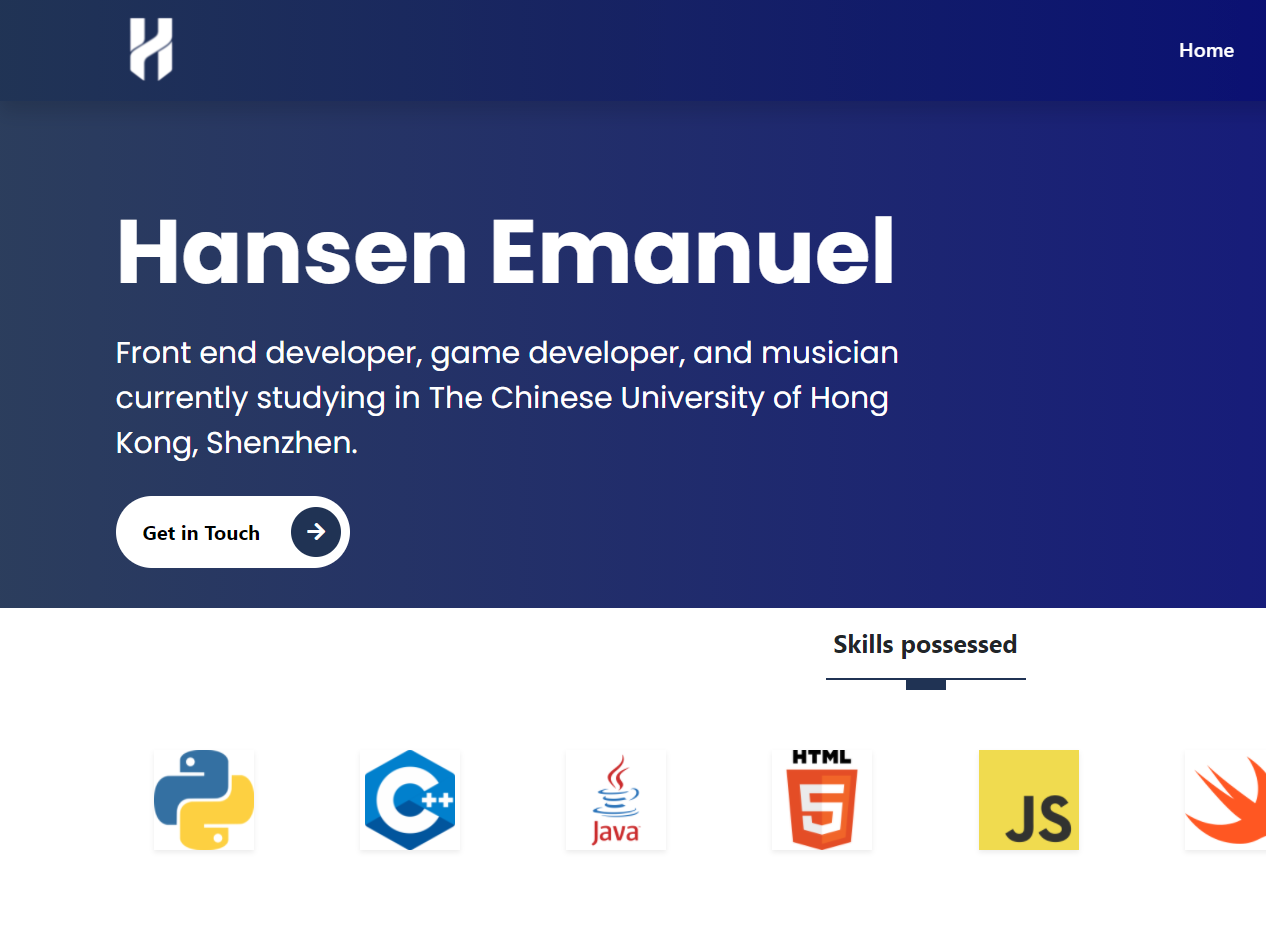 H
Home
Hansen Emanuel
Front end developer, game developer, and musician
currently studying in The Chinese University of Hong
Kong, Shenzhen.
Get in Touch
Skills possessed
C++
Java
HTML
5
JS